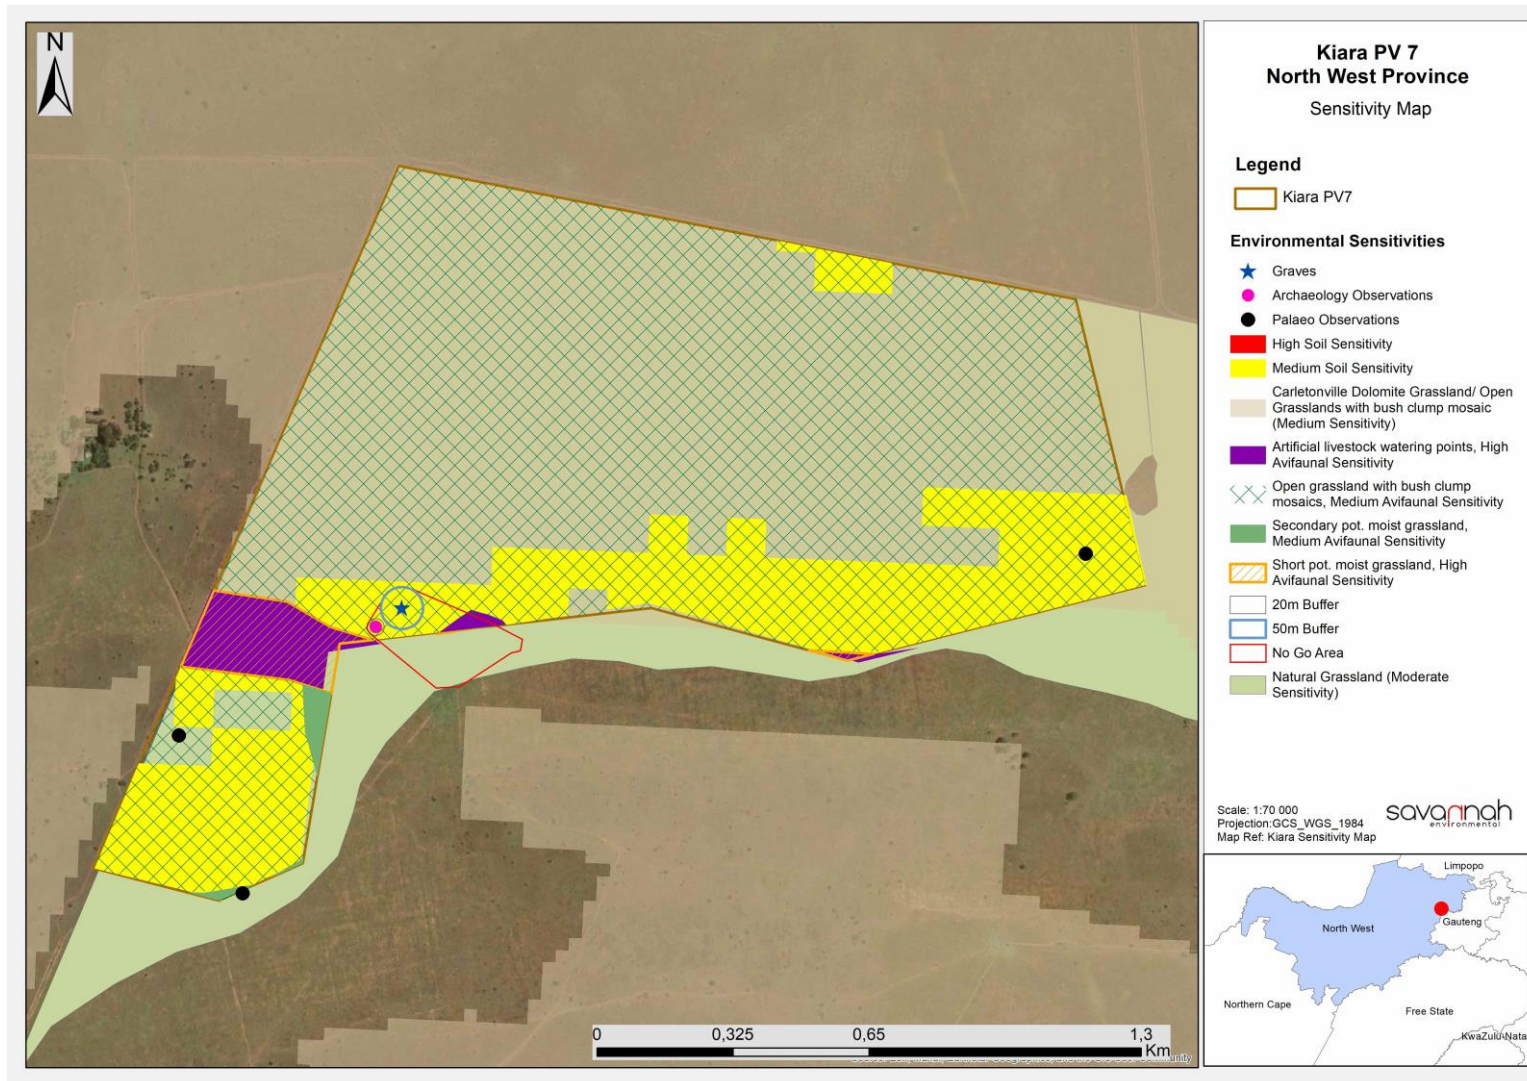 N
Kiara PV 7
North West Province
Sensitivity Map
Legend
Kiara PV7
Environmental Sensitivities
Graves
Archaeology Observations
Palaeo Observations
High Soil Sensitivity
Medium Soil Sensitivity
Carletonville Dolomite Grassland/ Open
Grasslands with bush clump mosaic
(Medium Sensitivity)
Artificial livestock watering points, High
Avifaunal Sensitivity
Open grassland with bush clump
mosaics, Medium Avifaunal Sensitivity
Secondary pot. moist grassland,
Medium Avifaunal Sensitivity
Short pot. moist grassland, High
Avifaunal Sensitivity
20m Buffer
50m Buffer
No Go Area
Natural Grassland (Moderate
Sensitivity)
Scale: 1:70 000
Projection:GCS_WGS_1984
Map Ref: Kiara Sensitivity Map
savannah
environmental
Limpopo
North West
Gauteng
Northern Cape
Free State
KwaZulu-Nata
0 0,325 0,65 1,3
Km